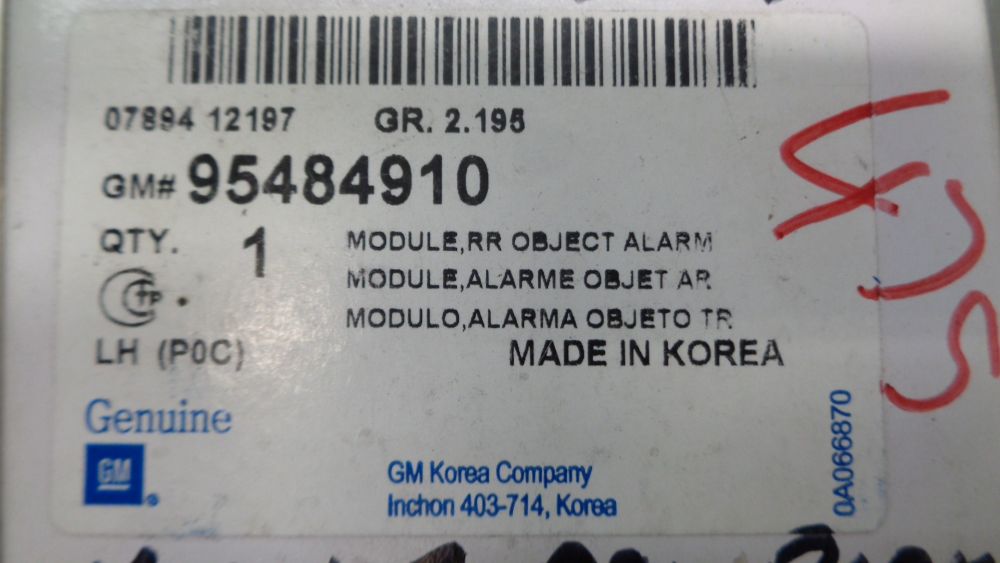 07894 12197 GR. 2.195
GM# 95484910
QTY. 1 MODULE,RR OBJECT ALARM
MODULE,ALARME OBJET AR
MODULO,ALARMA OBJETO TR
LH (P0C) MADE IN KOREA
Genuine
GM
GM Korea Company
Inchon 403-714, Korea
0A066870